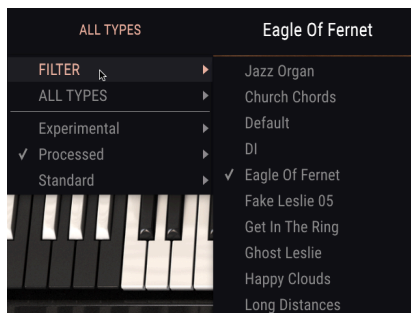 ALL TYPES
FILTER
ALL TYPES
Experimental
✓ Processed
Standard
Eagle Of Fernet
Jazz Organ
Church Chords
Default
DI
✓ Eagle Of Fernet
Fake Leslie 05
Get In The Ring
Ghost Leslie
Happy Clouds
Long Distances